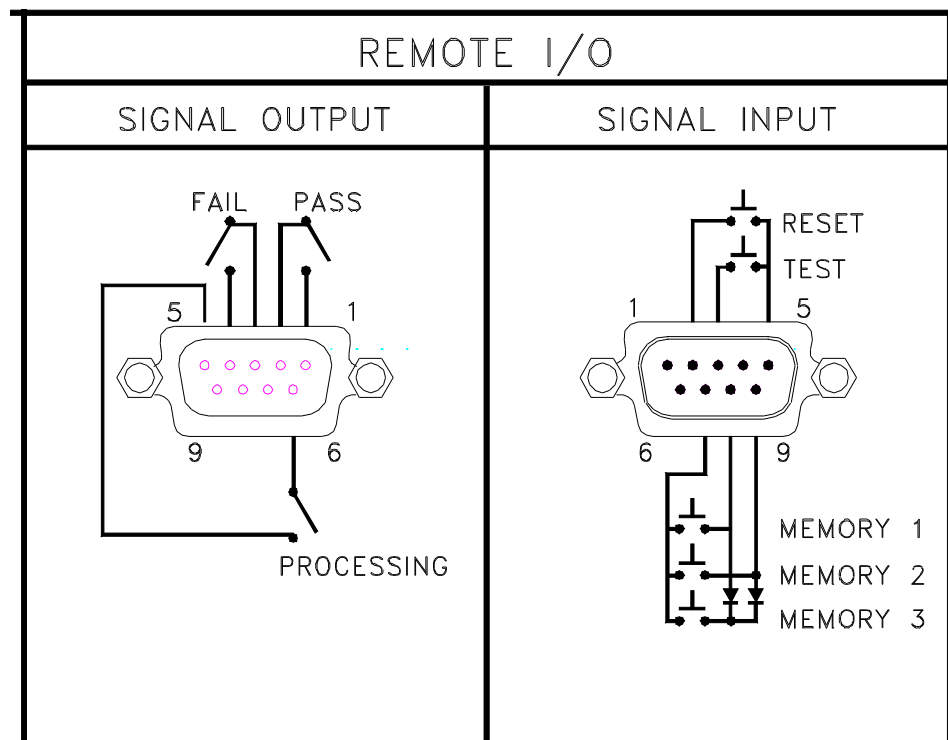 REMOTE I/O
SIGNAL OUTPUT
SIGNAL INPUT
FAIL PASS
5 1
9 6
PROCESSING
RESET
TEST
1 5
6 9
MEMORY 1
MEMORY 2
MEMORY 3